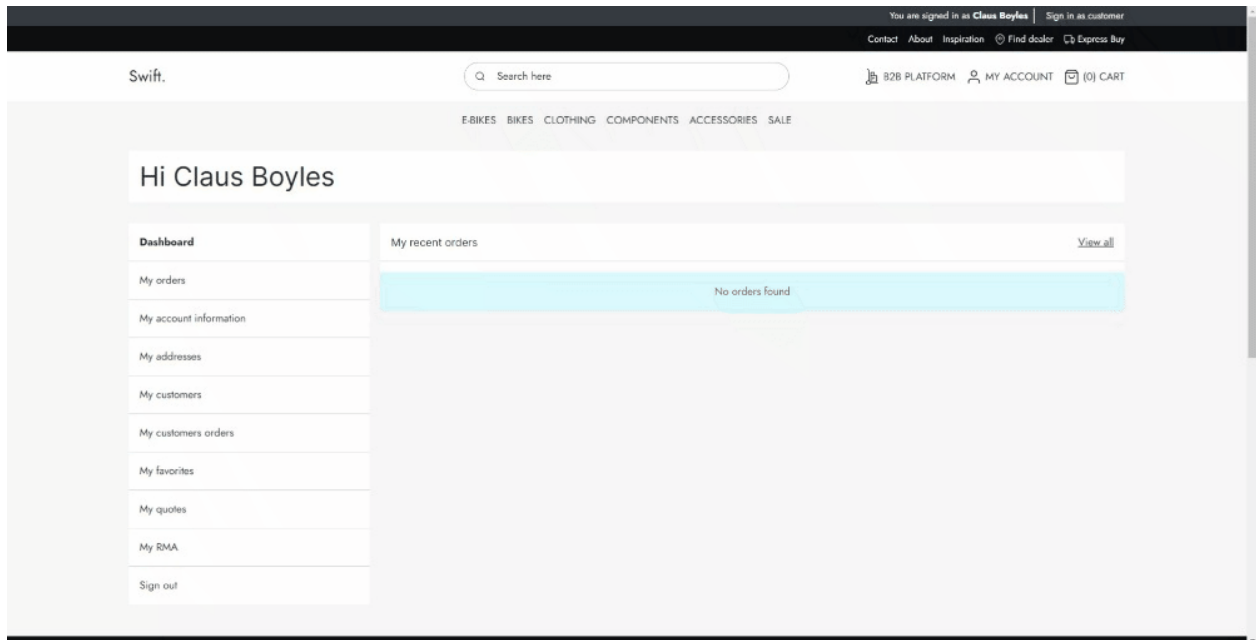 You are signed in as Claus Boyles Sign in as customer
Contact About Inspiration Find dealer Express Buy
Swift. Search here B2B PLATFORM MY ACCOUNT (0) CART
E-BIKES BIKES CLOTHING COMPONENTS ACCESSORIES SALE
Hi Claus Boyles
Dashboard
My orders
My account information
My addresses
My customers
My customers orders
My favorites
My quotes
My RMA
Sign out
My recent orders View all
No orders found